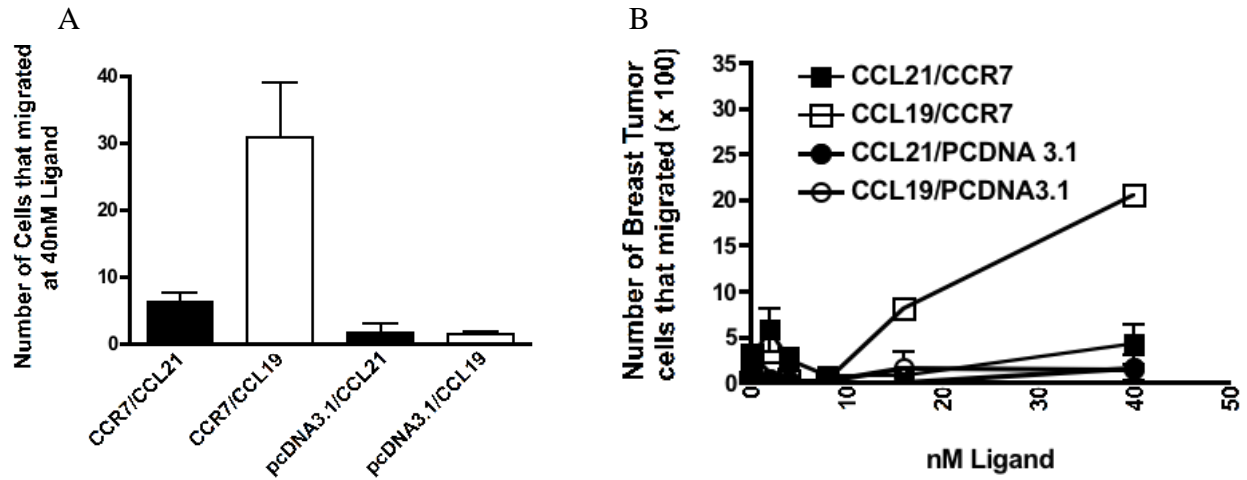 A
Number of Cells that migrated
at 40nM Ligand
40
30
20
10
0
CCR7/CCL21
CCR7/CCL19
pcDNA3.1/CCL21
pcDNA3.1/CCL19
B
Number of Breast Tumor
cells that migrated (x 100)
35
30
25
20
15
10
5
0
CCL21/CCR7
CCL19/CCR7
CCL21/PCDNA 3.1
CCL19/PCDNA3.1
0
10
20
30
40
50
nM Ligand